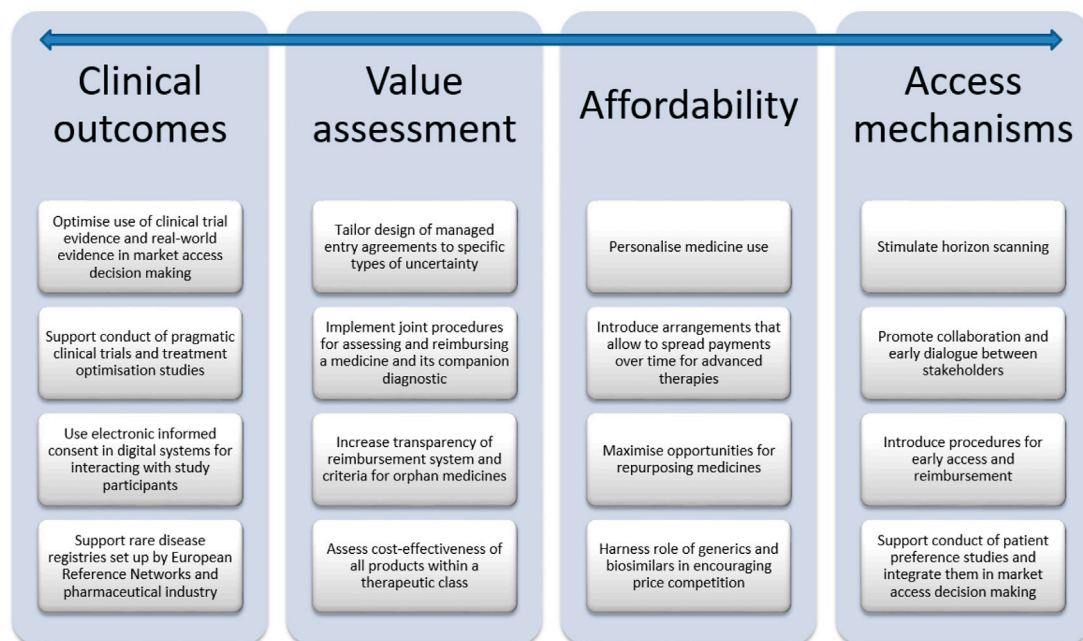 Clinical
outcomes
Optimise use of clinical trial
evidence and real-world
evidence in market access
decision making
Support conduct of pragmatic
clinical trials and treatment
optimisation studies
Use electronic informed
consent in digital systems for
interacting with study
participants
Support rare disease
registries set up by European
Reference Networks and
pharmaceutical industry
Value
assessment
Tailor design of managed
entry agreements to specific
types of uncertainty
Implement joint procedures
for assessing and reimbursing
a medicine and its companion
diagnostic
Increase transparency of
reimbursement system and
criteria for orphan medicines
Assess cost-effectiveness of
all products within a
therapeutic class
Affordability
Personalise medicine use
Introduce arrangements that
allow to spread payments
over time for advanced
therapies
Maximise opportunities for
repurposing medicines
Harness role of generics and
biosimilars in encouraging
price competition
Access
mechanisms
Stimulate horizon scanning
Promote collaboration and
early dialogue between
stakeholders
Introduce procedures for
early access and
reimbursement
Support conduct of patient
preference studies and
integrate them in market
access decision making